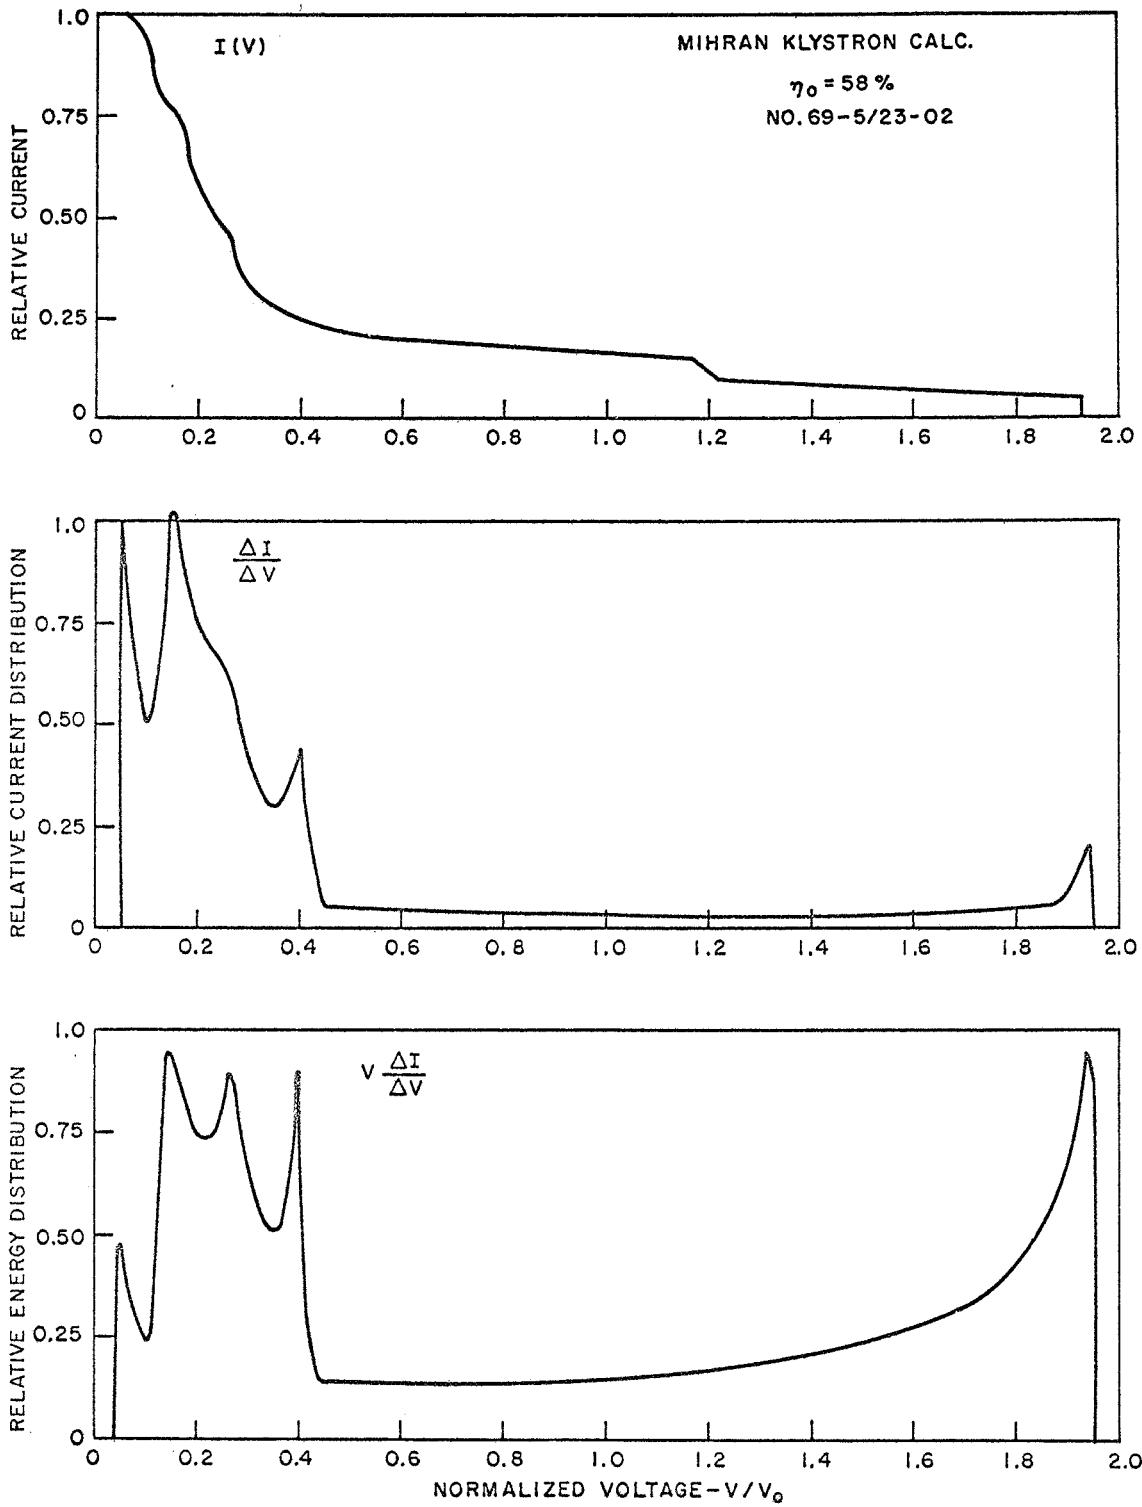 1.0
0.75
0.50
0.25
0
RELATIVE CURRENT
I(V)
MIHRAN KLYSTRON CALC.
η₀ = 58 %
NO. 69-5/23-02
0 0.2 0.4 0.6 0.8 1.0 1.2 1.4 1.6 1.8 2.0
1.0
0.75
0.50
0.25
0
RELATIVE CURRENT DISTRIBUTION
ΔI
ΔV
0 0.2 0.4 0.6 0.8 1.0 1.2 1.4 1.6 1.8 2.0
1.0
0.75
0.50
0.25
0
RELATIVE ENERGY DISTRIBUTION
V ΔI
ΔV
0 0.2 0.4 0.6 0.8 1.0 1.2 1.4 1.6 1.8 2.0
NORMALIZED VOLTAGE-V/V₀